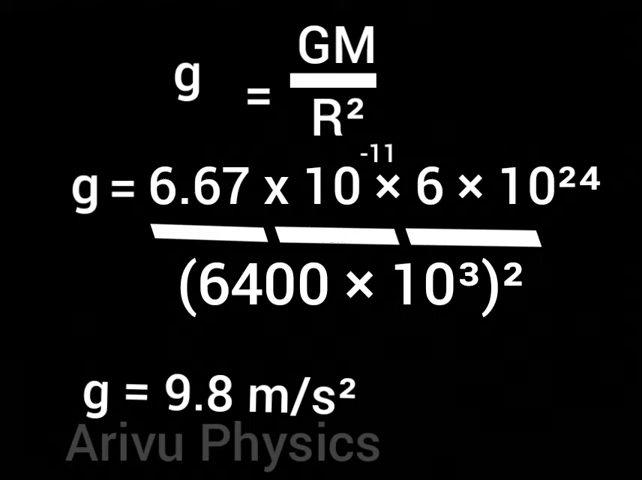 g = GM
R²
g = 6.67 x 10 -11 × 6 × 10²⁴
(6400 × 10³)²
g = 9.8 m/s²
Arivu Physics